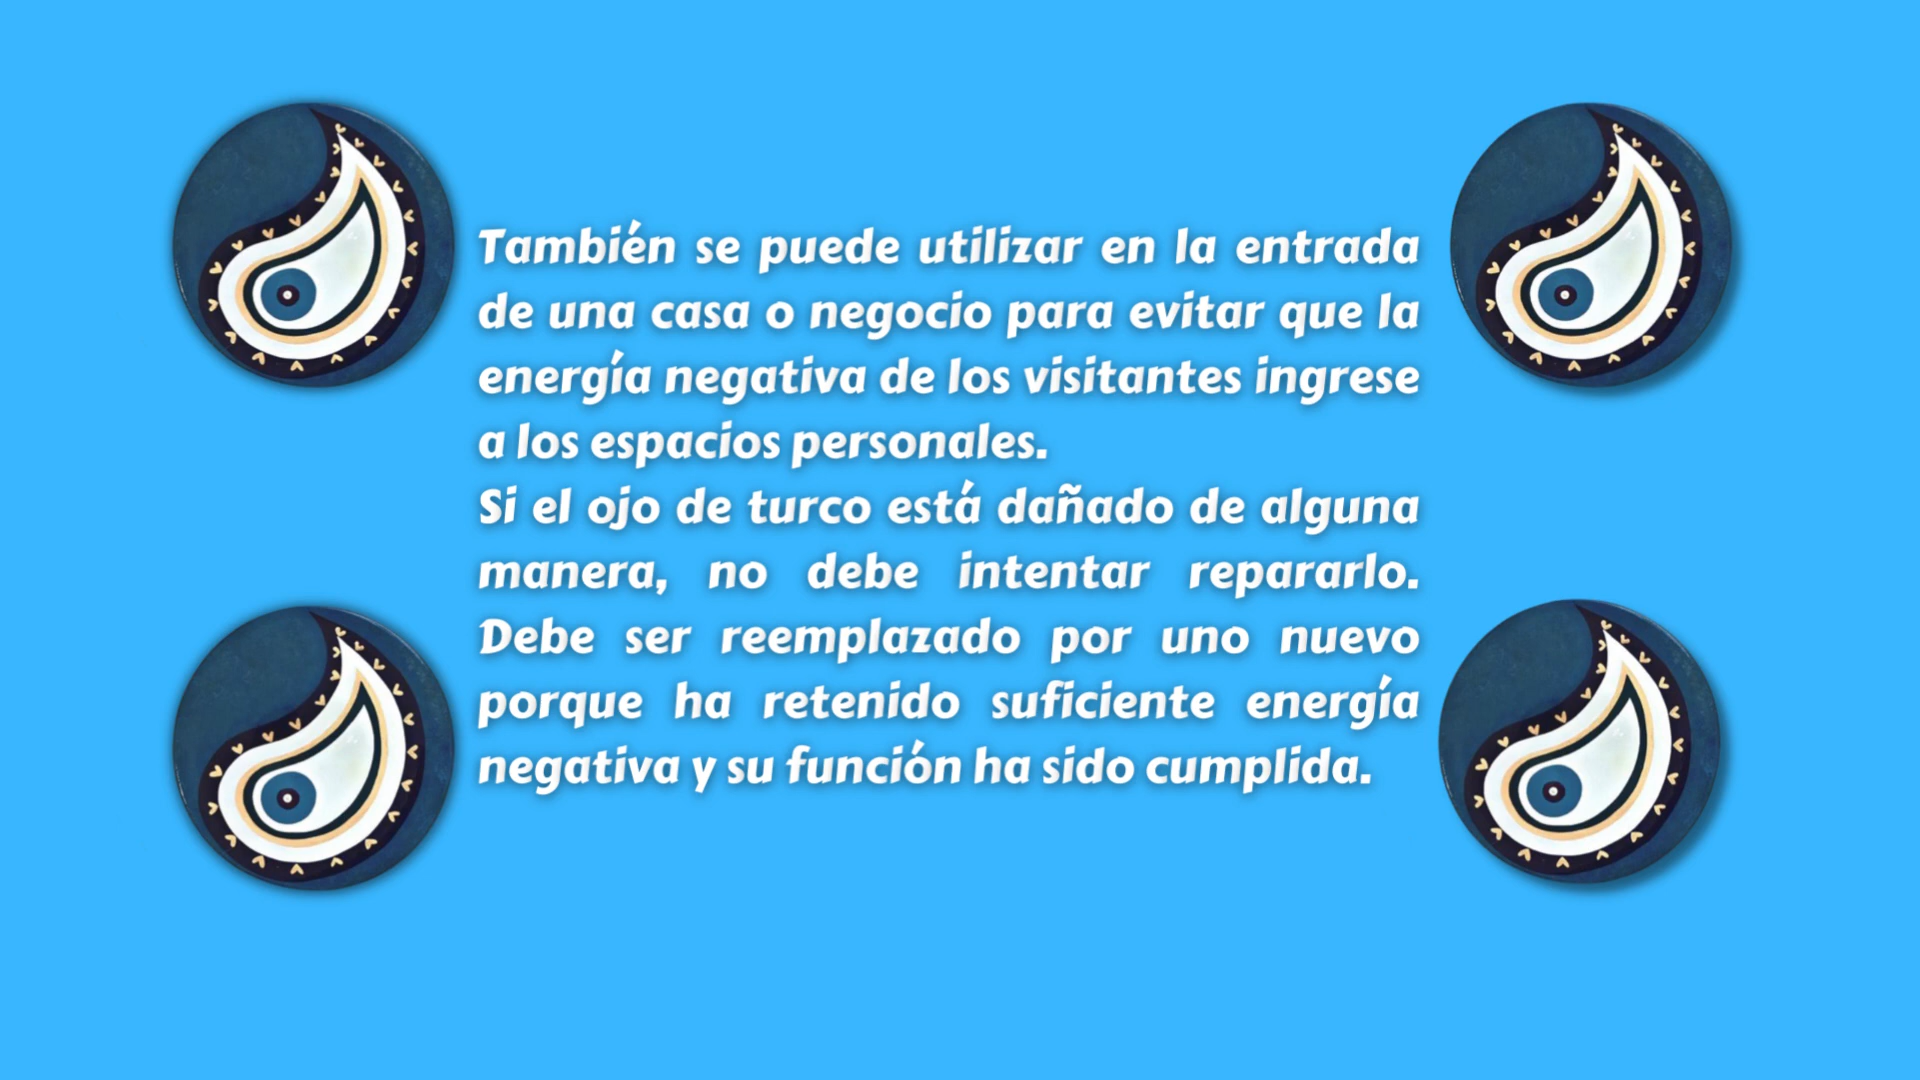 También se puede utilizar en la entrada
de una casa o negocio para evitar que la
energía negativa de los visitantes ingrese
a los espacios personales.
Si el ojo de turco está dañado de alguna
manera, no debe intentar repararlo.
Debe ser reemplazado por uno nuevo
porque ha retenido suficiente energía
negativa y su función ha sido cumplida.